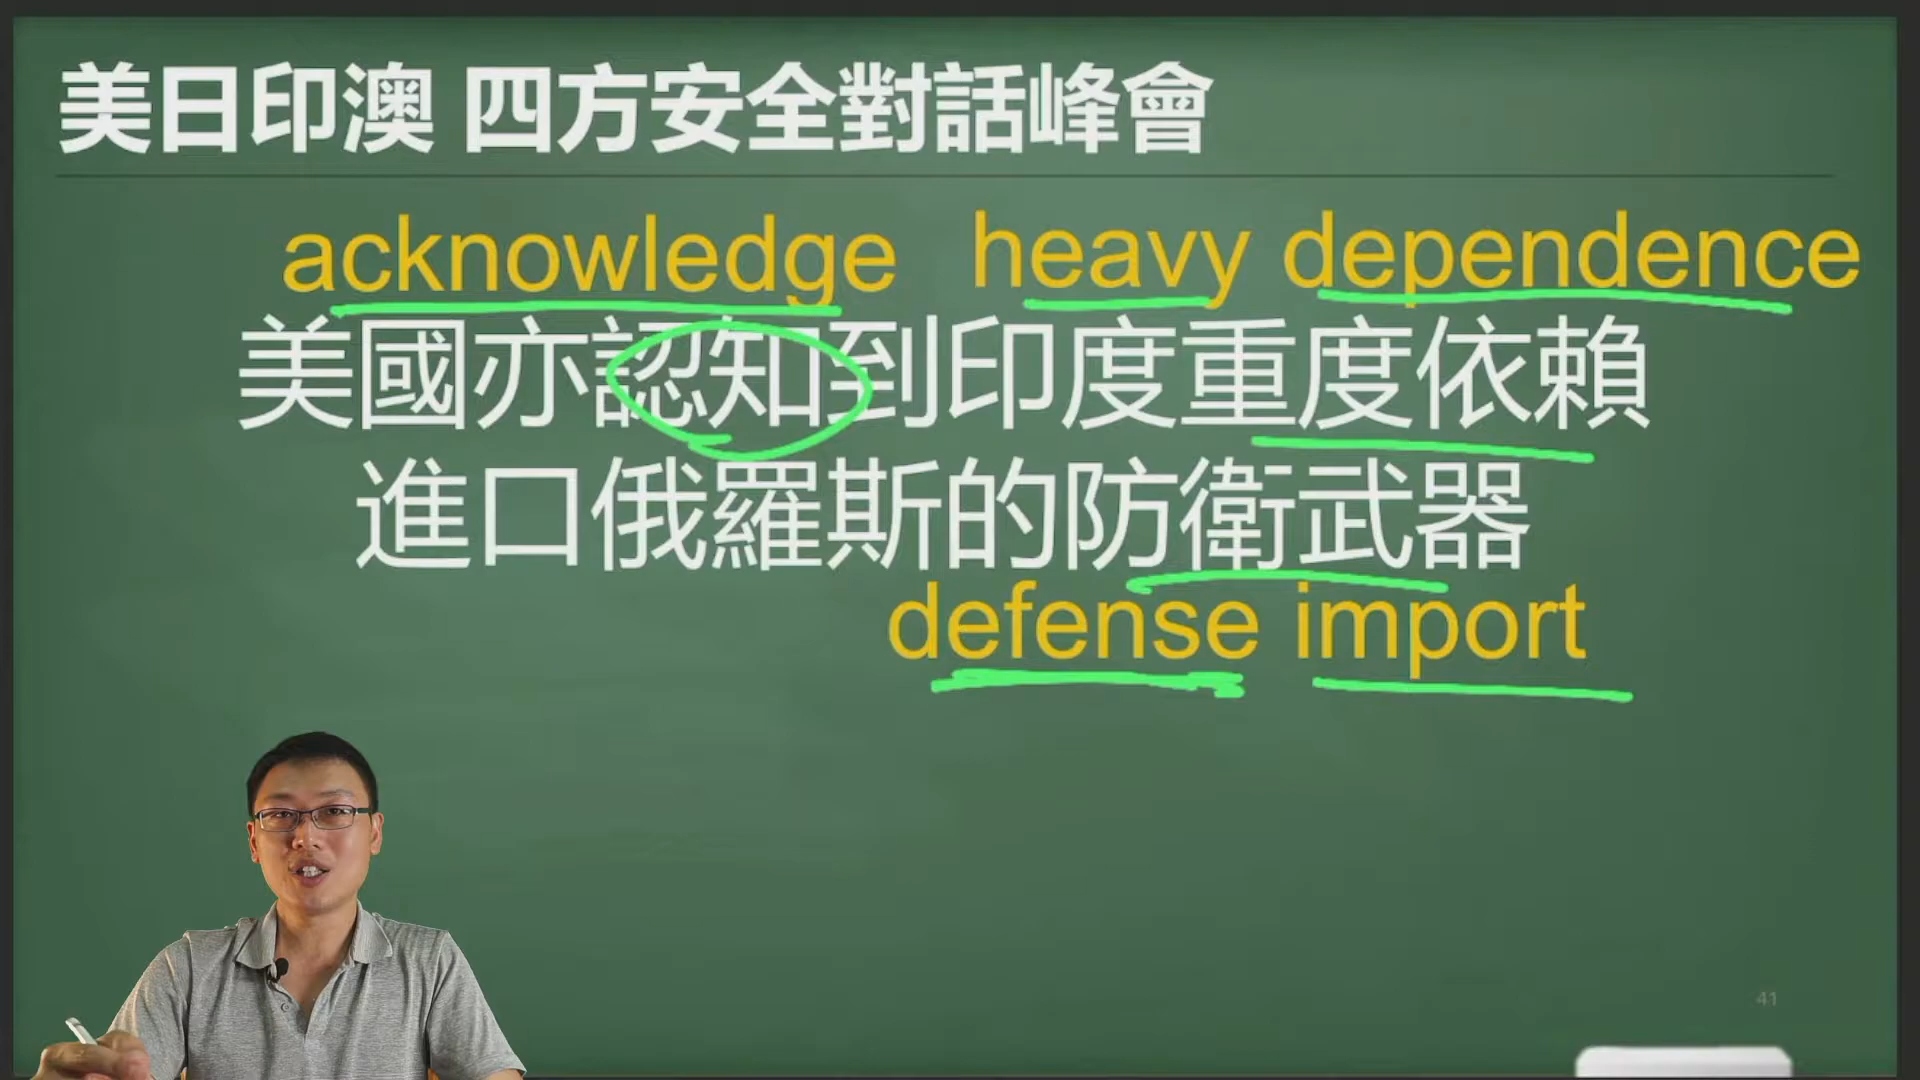 美日印澳 四方安全對話峰會
acknowledge heavy dependence
美國亦認知到印度重度依賴
進口俄羅斯的防衛武器
defense import
41